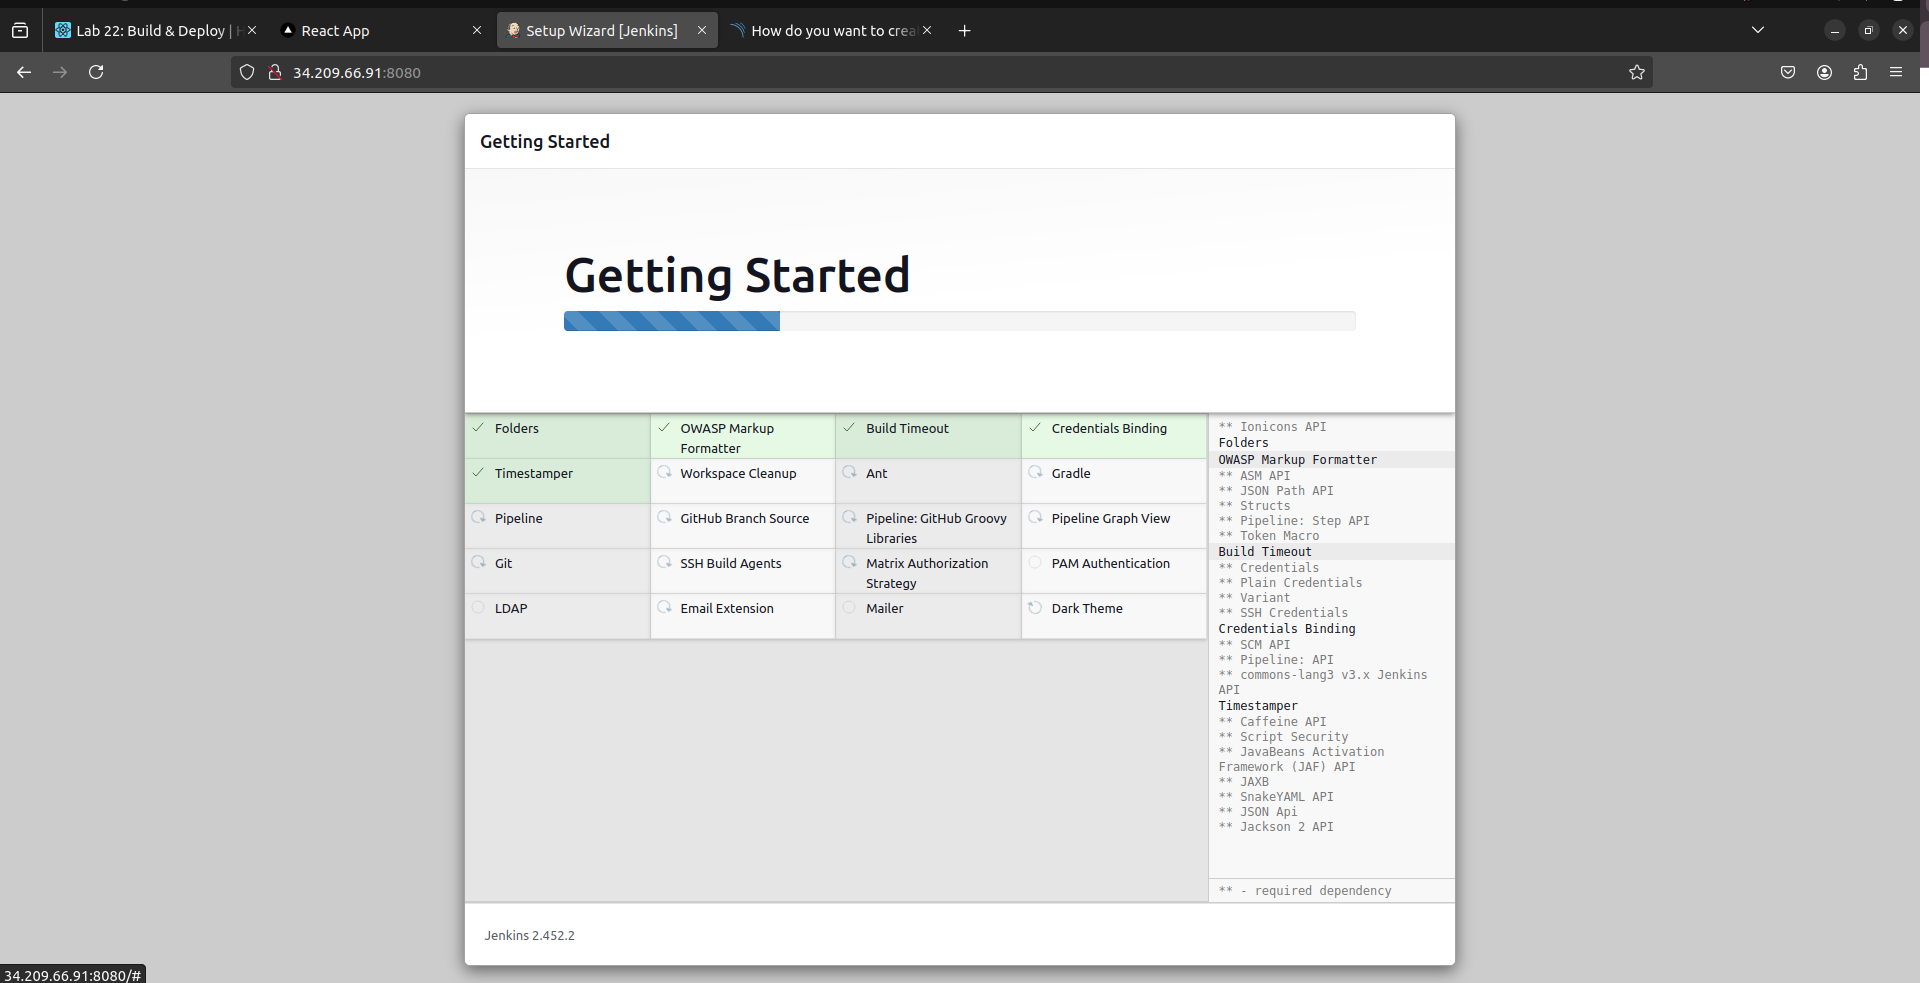 Lab 22: Build & Deploy |
React App
Setup Wizard [Jenkins]
How do you want to crea
34.209.66.91:8080
Getting Started
Getting Started
Folders
OWASP Markup
Formatter
Build Timeout
Credentials Binding
Timestamper
Workspace Cleanup
Ant
Gradle
Pipeline
GitHub Branch Source
Pipeline: GitHub Groovy
Libraries
Pipeline Graph View
Git
SSH Build Agents
Matrix Authorization
Strategy
PAM Authentication
LDAP
Email Extension
Mailer
Dark Theme
** Ionicons API
Folders
OWASP Markup Formatter
** ASM API
** JSON Path API
** Structs
** Pipeline: Step API
** Token Macro
Build Timeout
** Credentials
** Plain Credentials
** Variant
** SSH Credentials
Credentials Binding
** SCM API
** Pipeline: API
** commons-lang3 v3.x Jenkins
API
Timestamper
** Caffeine API
** Script Security
** JavaBeans Activation
Framework (JAF) API
** JAXB
** SnakeYAML API
** JSON Api
** Jackson 2 API
** - required dependency
Jenkins 2.452.2
34.209.66.91:8080/#